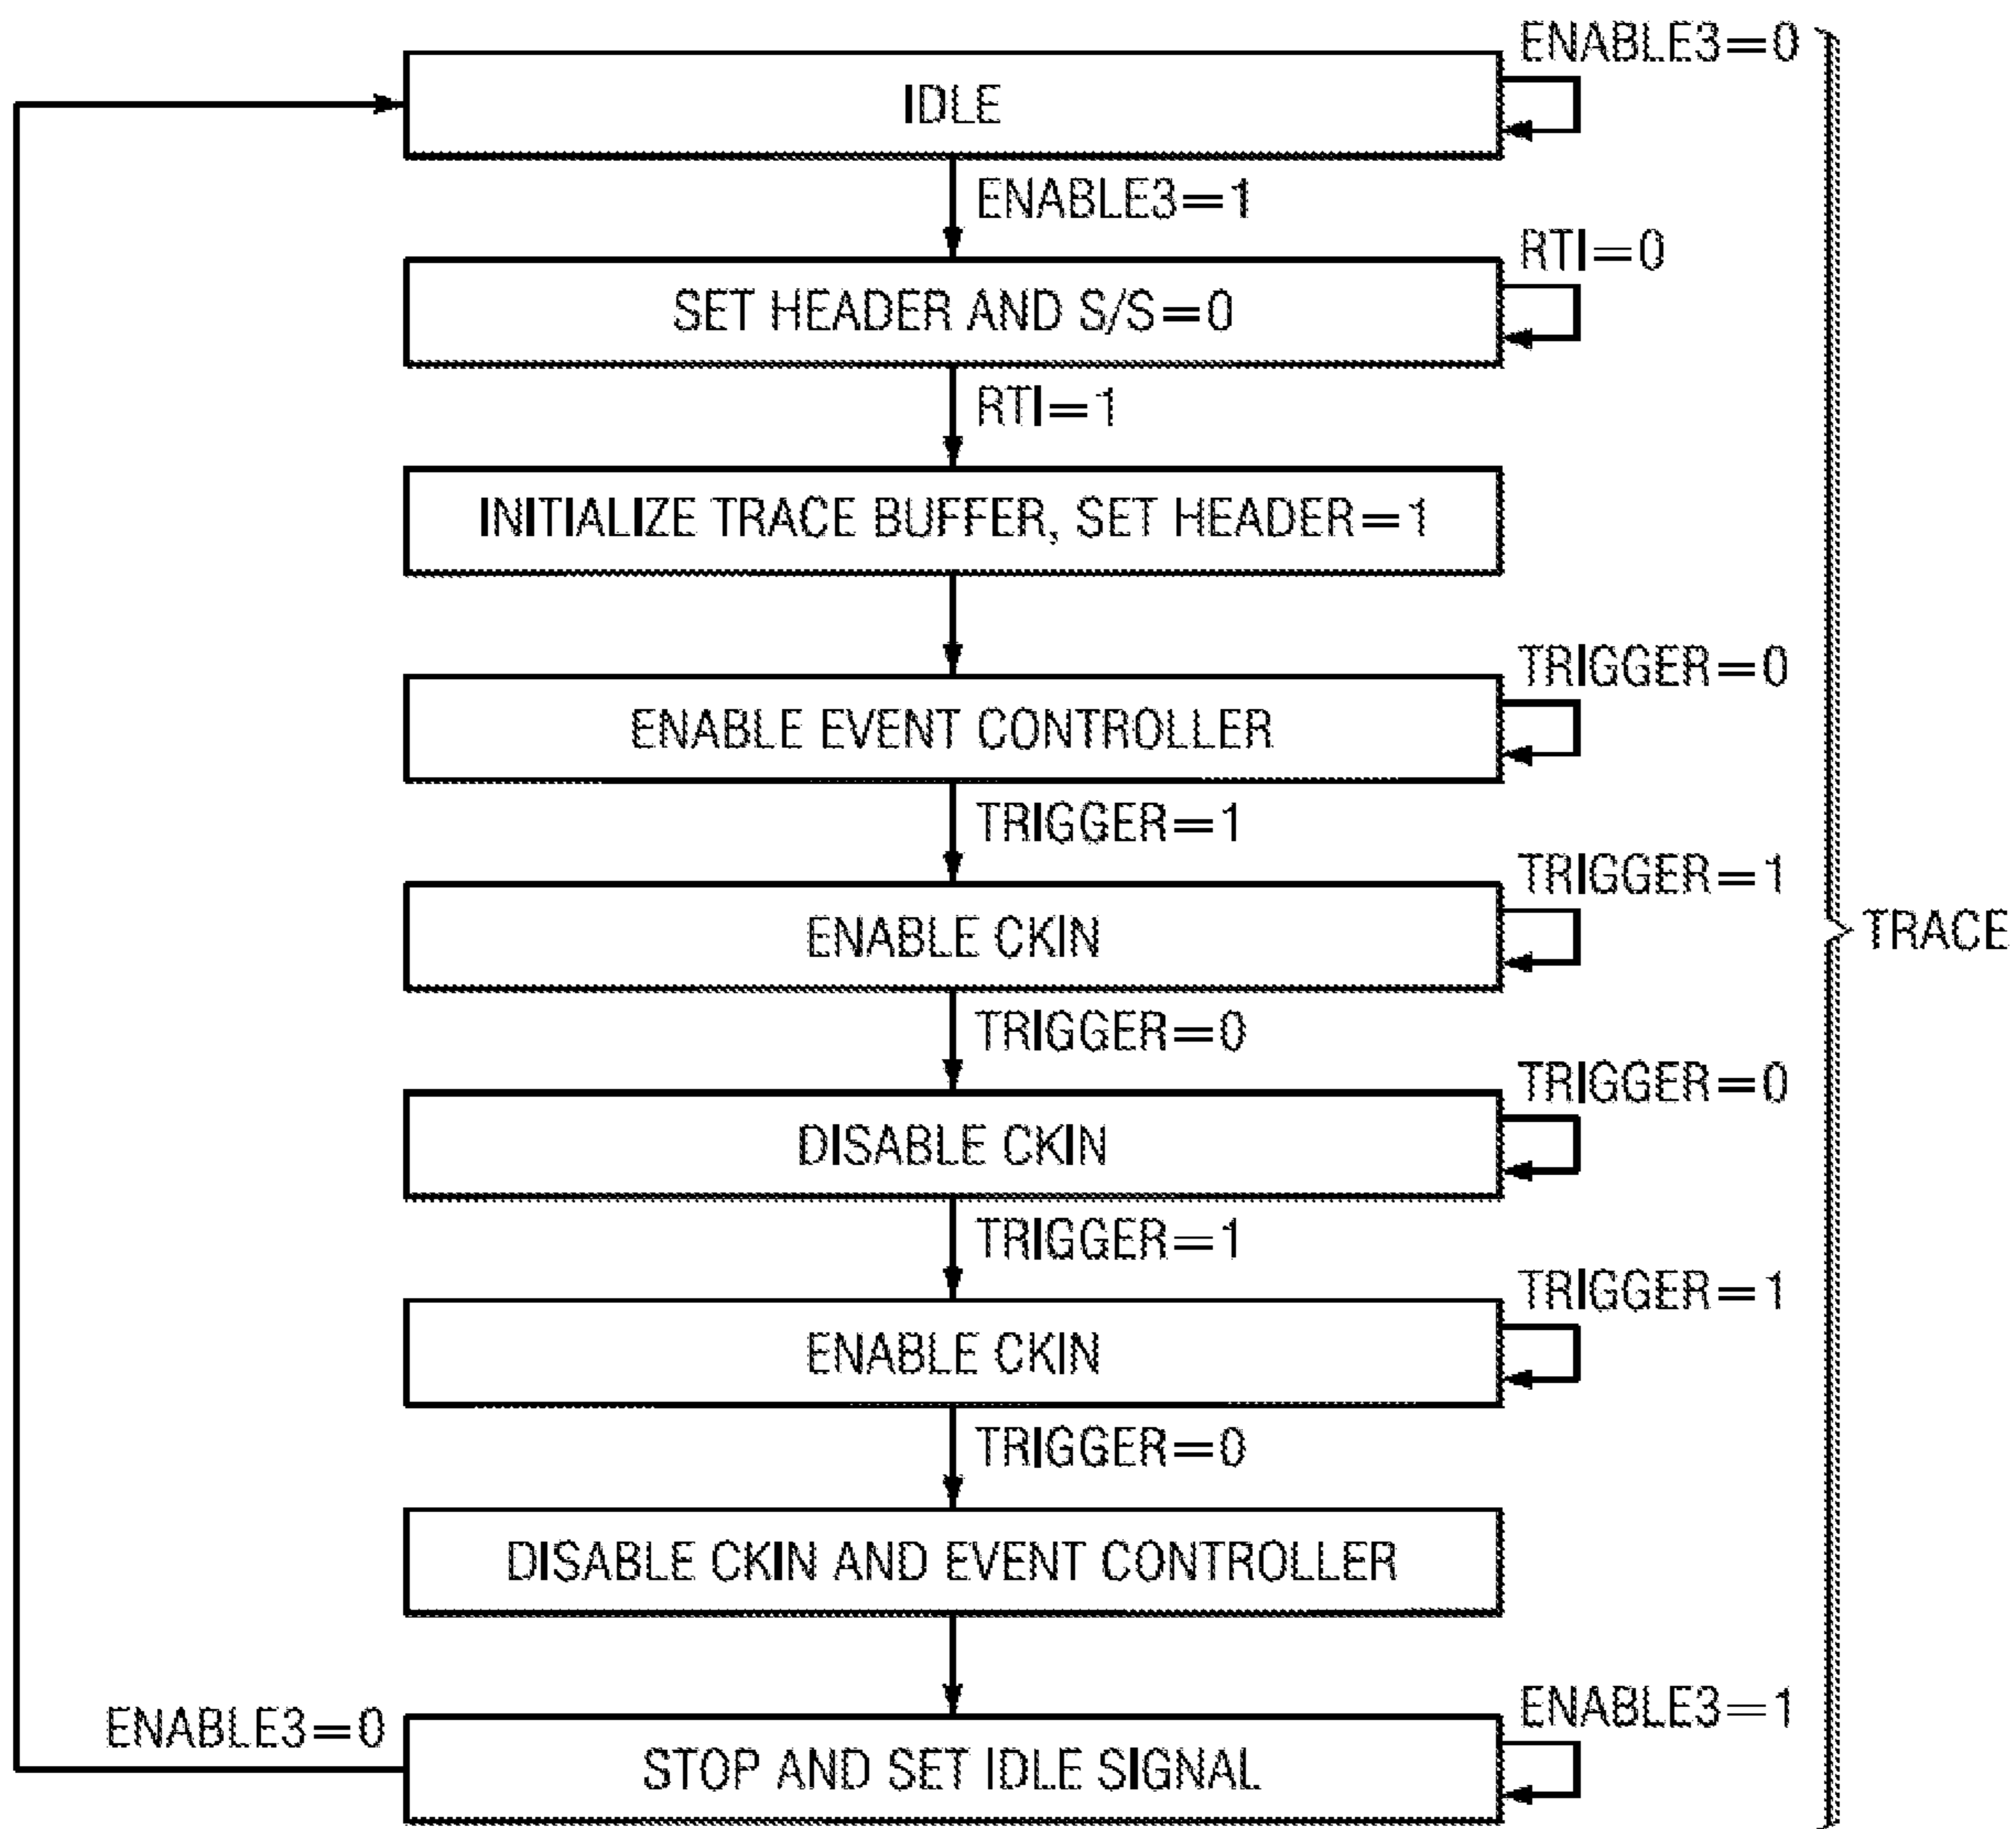 ENABLE3=0
IDLE
ENABLE3=1
RTI=0
SET HEADER AND S/S=0
RTI=1
INITIALIZE TRACE BUFFER, SET HEADER=1
TRIGGER=0
ENABLE EVENT CONTROLLER
TRIGGER=1
TRIGGER=1
ENABLE CKIN
TRACE
TRIGGER=0
TRIGGER=0
DISABLE CKIN
TRIGGER=1
TRIGGER=1
ENABLE CKIN
TRIGGER=0
DISABLE CKIN AND EVENT CONTROLLER
ENABLE3=1
ENABLE3=0
STOP AND SET IDLE SIGNAL